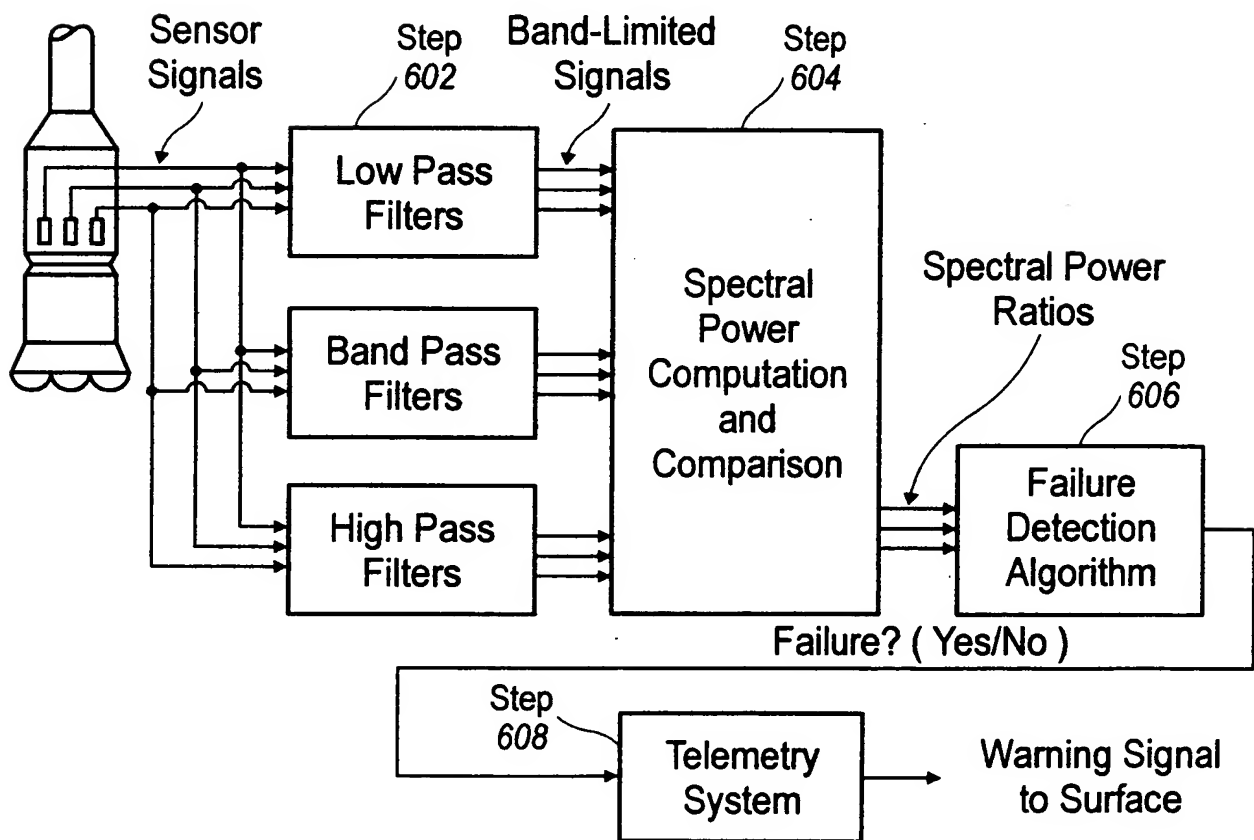 Sensor
Signals
Step
602
Band-Limited
Signals
Step
604
Low Pass
Filters
Band Pass
Filters
High Pass
Filters
Spectral
Power
Computation
and
Comparison
Spectral Power
Ratios
Step
606
Failure
Detection
Algorithm
Failure? ( Yes/No )
Step
608
Telemetry
System
Warning Signal
to Surface